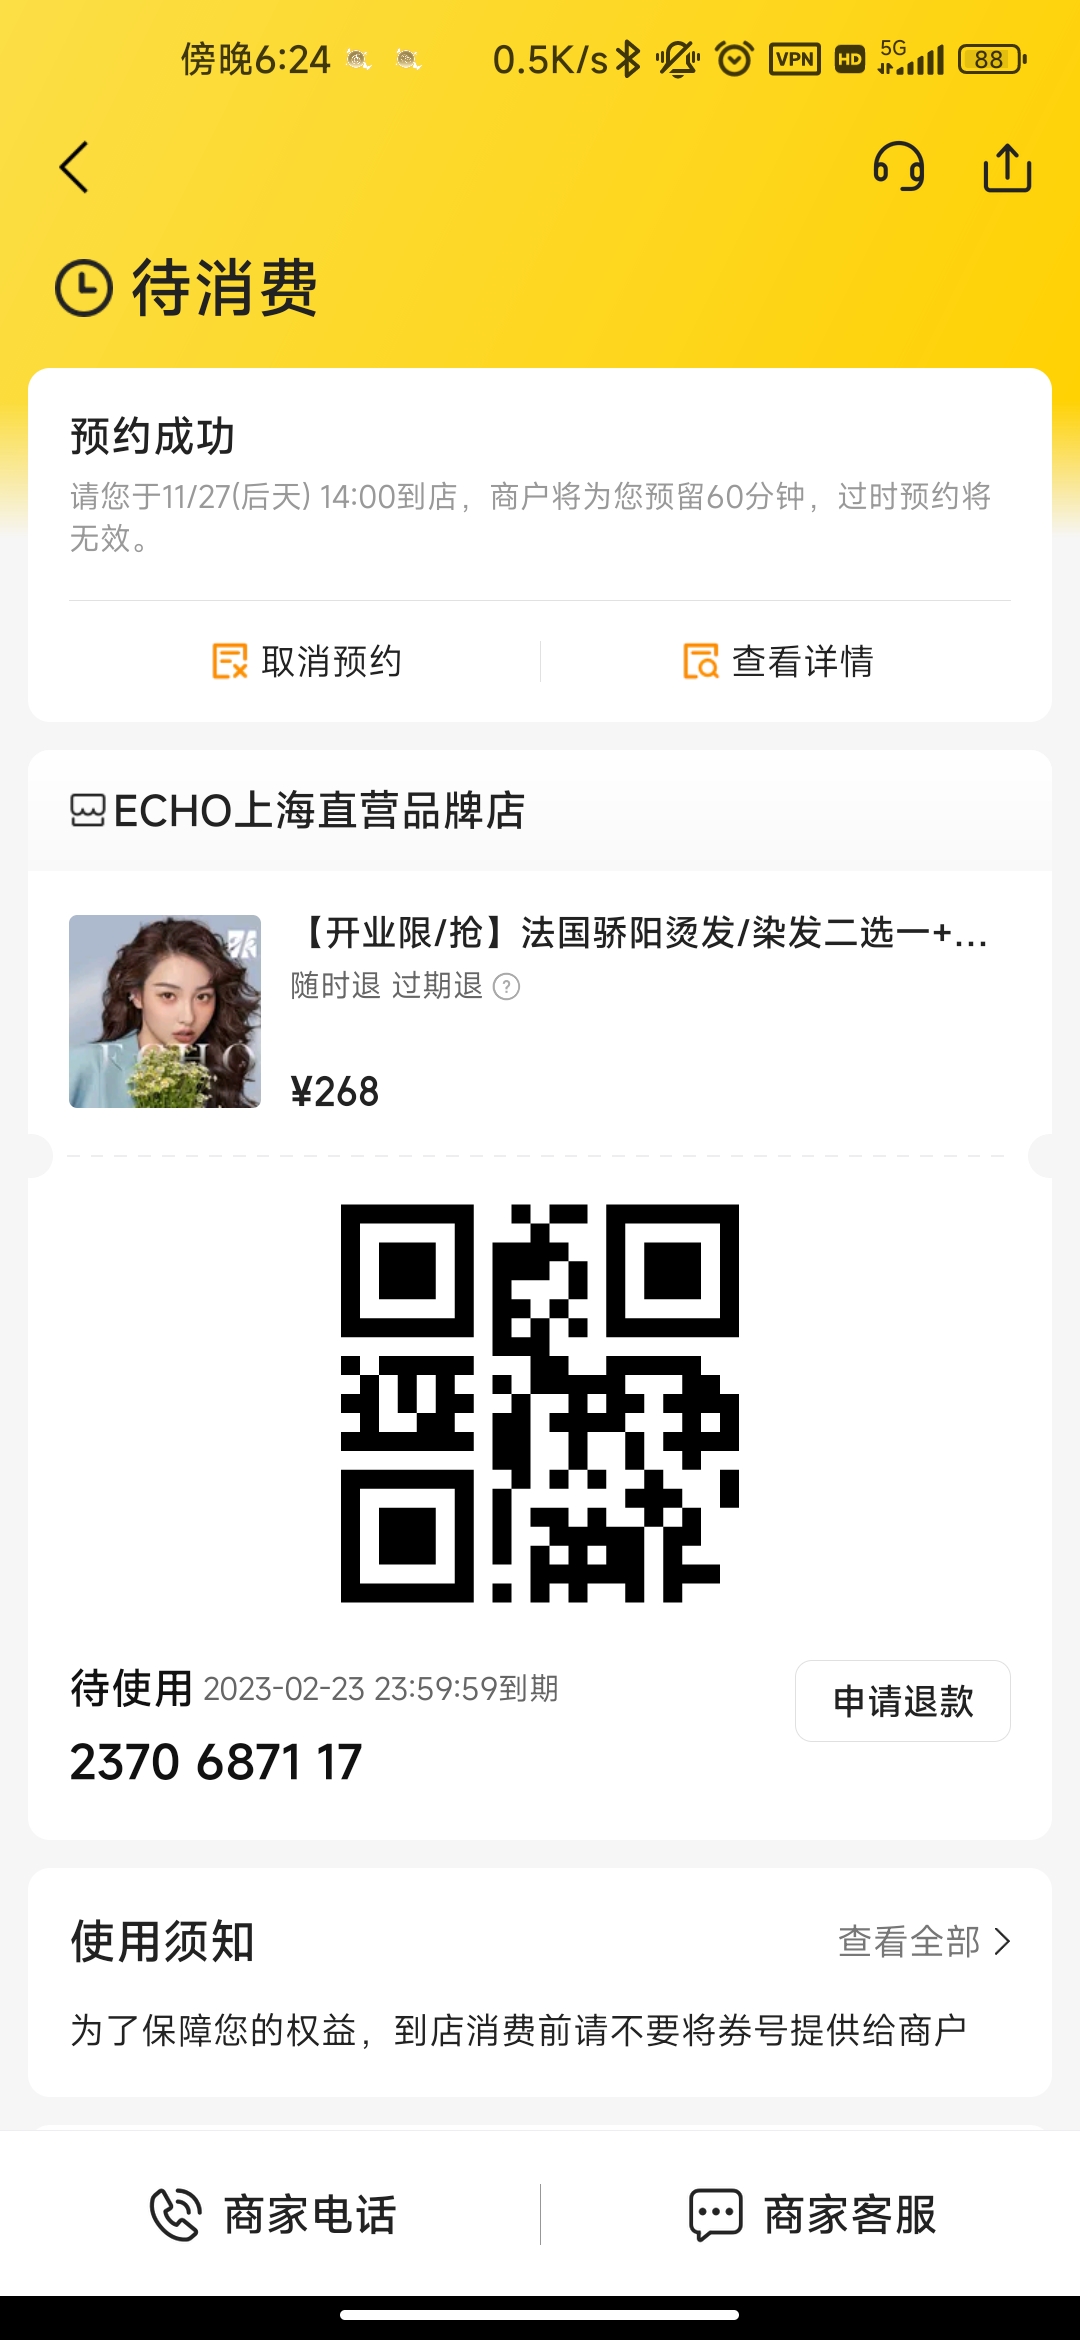 傍晚6:24
0.5K/s
VPN
HD
5G
88
待消费
预约成功
请您于11/27(后天) 14:00到店，商户将为您预留60分钟，过时预约将
无效。
取消预约
查看详情
ECHO上海直营品牌店
【开业限/抢】法国骄阳烫发/染发二选一+...
随时退 过期退 ?
ECHO
¥268
待使用 2023-02-23 23:59:59到期
申请退款
2370 6871 17
使用须知
查看全部
为了保障您的权益，到店消费前请不要将券号提供给商户
商家电话
商家客服